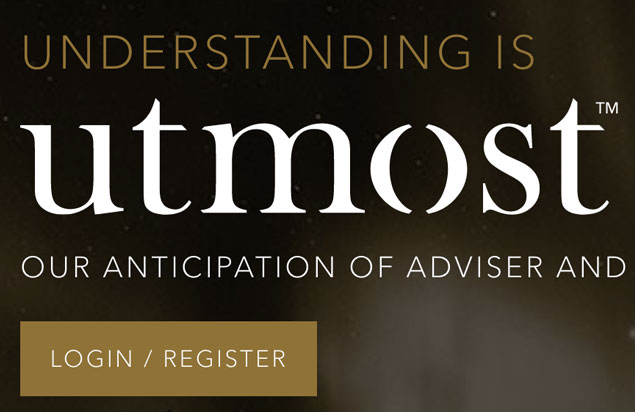 UNDERSTANDING IS
utmost™
OUR ANTICIPATION OF ADVISER AND
LOGIN / REGISTER